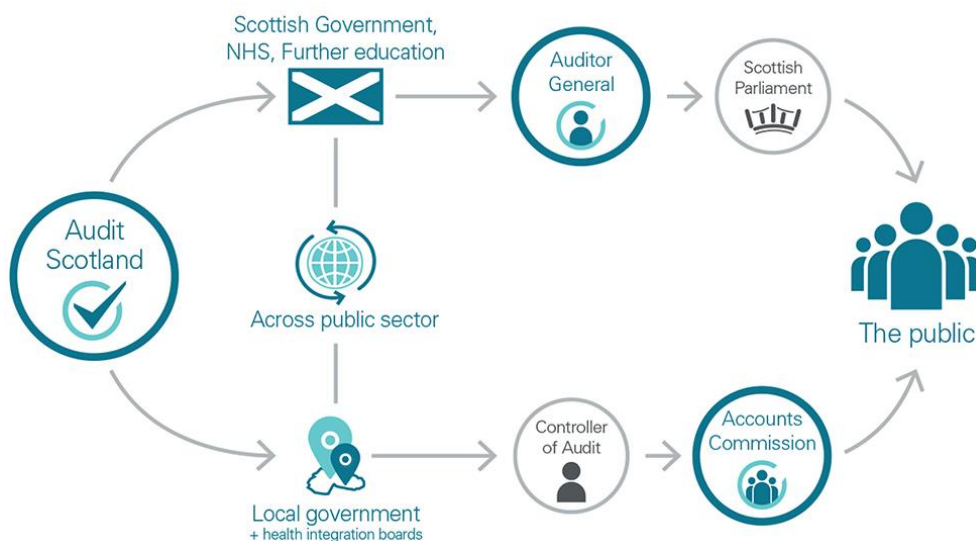 Scottish Government,
NHS, Further education
Auditor
General
Scottish
Parliament
Audit
Scotland
Across public sector
The public
Local government
+ health integration boards
Controller
of Audit
Accounts
Commission